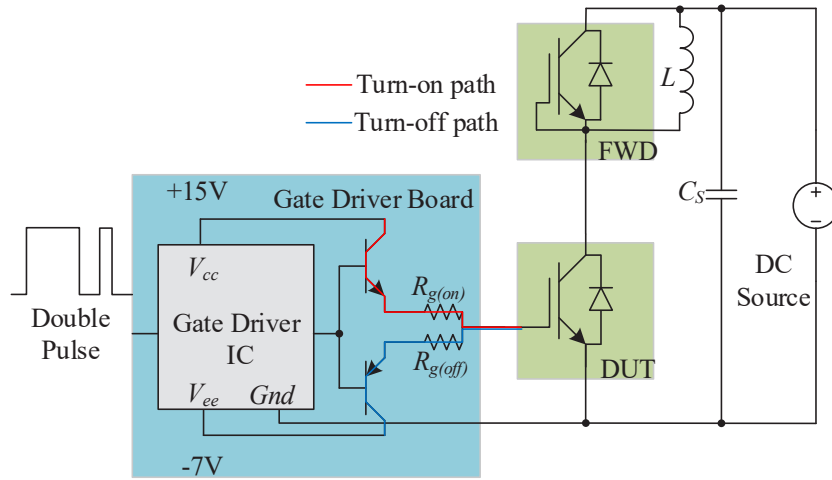 Turn-on path
Turn-off path
L
FWD
+15V
Gate Driver Board
C_S
+
−
DC
Source
V_cc
R_g(on)
Double
Pulse
Gate Driver
IC
R_g(off)
V_ee
Gnd
DUT
-7V